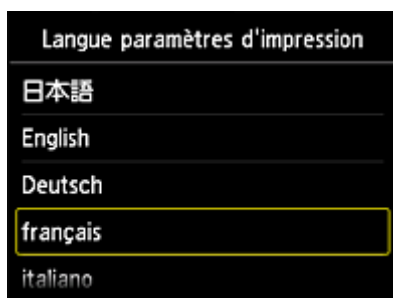 Langue paramètres d'impression
日本語
English
Deutsch
français
italiano